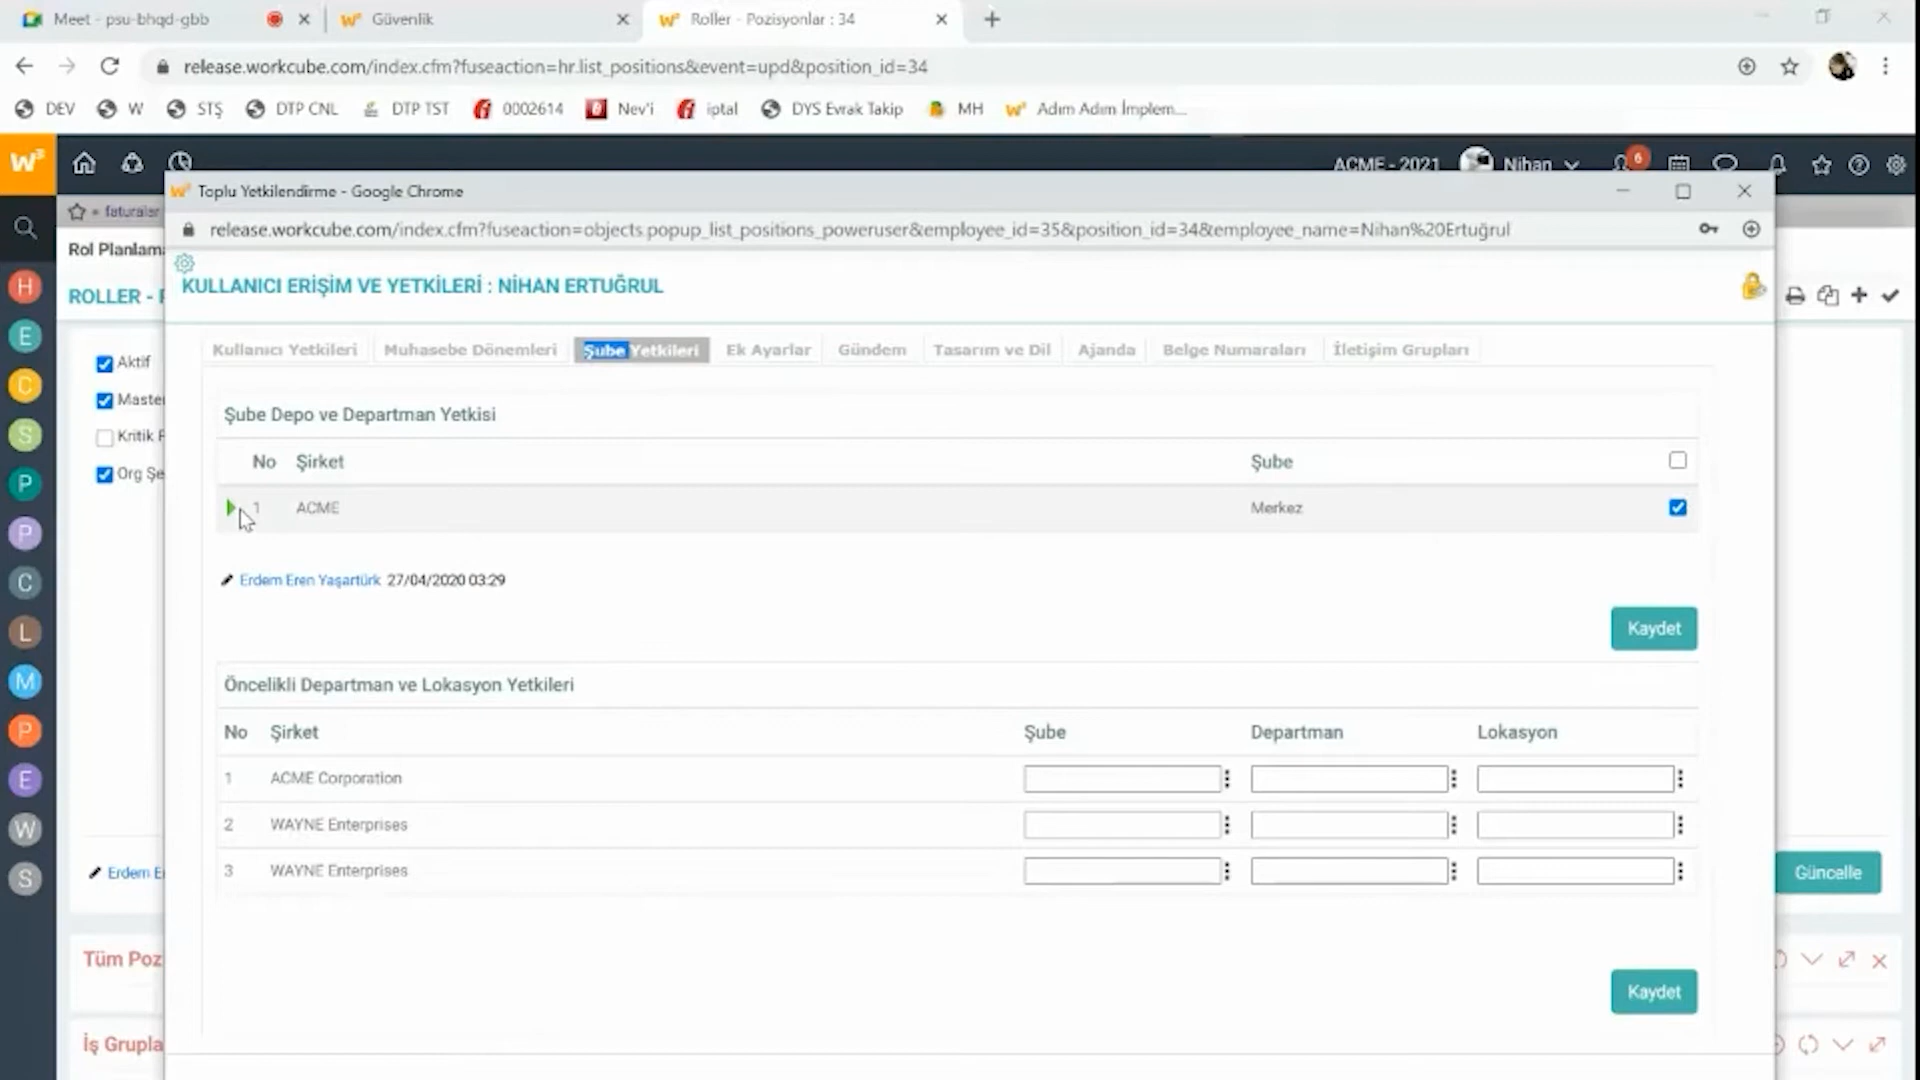 Meet - psu-bhqd-gbb
Güvenlik
Roller - Pozisyonlar : 34
release.workcube.com/index.cfm?fuseaction=hr.list_positions&event=upd&position_id=34
DEV W STŞ DTP CNL DTP TST 0002614 Nev'i iptal DYS Evrak Takip MH Adım Adım İmplem...
W³ ACME - 2021 Nihan 6
Toplu Yetkilendirme - Google Chrome
faturalar
release.workcube.com/index.cfm?fuseaction=objects.popup_list_positions_poweruser&employee_id=35&position_id=34&employee_name=Nihan%20Ertuğrul
Rol Planlama
KULLANICI ERİŞİM VE YETKİLERİ : NİHAN ERTUĞRUL
ROLLER -
Kullanıcı Yetkileri Muhasebe Dönemleri Şube Yetkileri Ek Ayarlar Gündem Tasarım ve Dil Ajanda Belge Numaraları İletişim Grupları
Aktif
Master
Kritik P
Org Şe
Şube Depo ve Departman Yetkisi
No Şirket Şube
1 ACME Merkez
Erdem Eren Yaşartürk 27/04/2020 03:29
Kaydet
Öncelikli Departman ve Lokasyon Yetkileri
No Şirket Şube Departman Lokasyon
1 ACME Corporation
2 WAYNE Enterprises
3 WAYNE Enterprises
Erdem E
Güncelle
Tüm Poz
Kaydet
İş Grupla
H
E
C
S
P
P
C
L
M
P
E
W
S